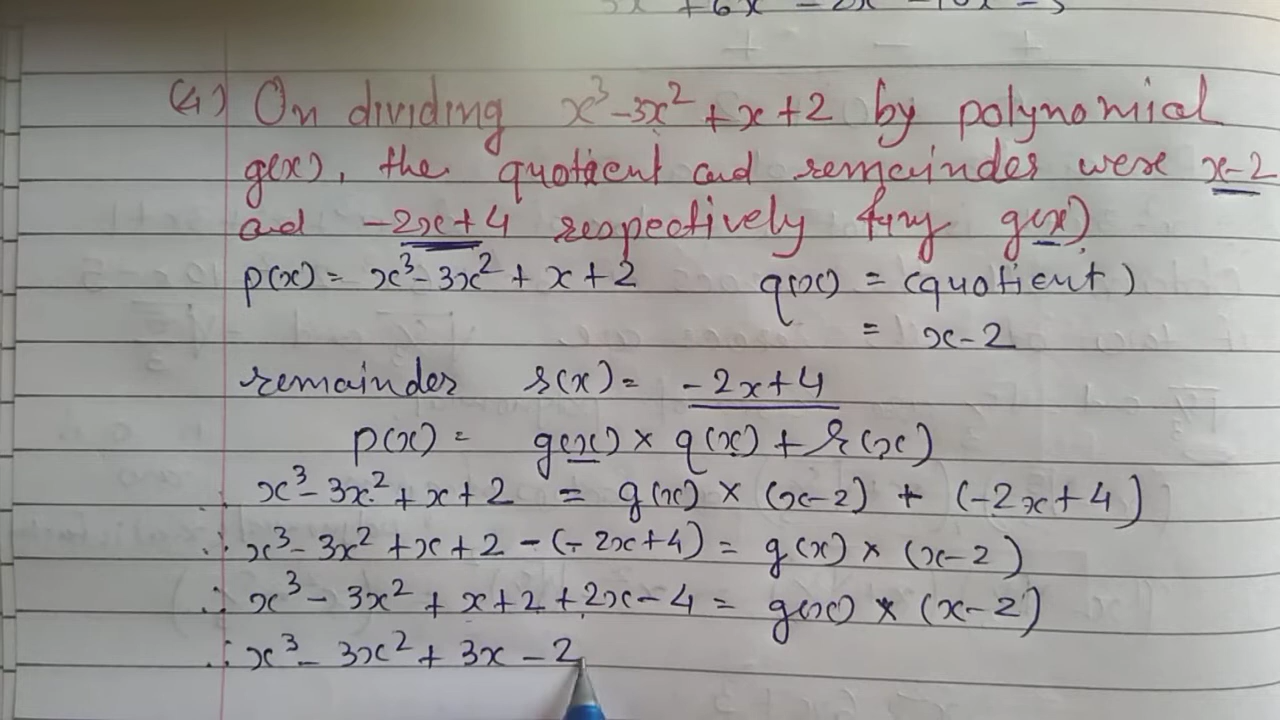 (4) On dividing x³-3x²+x+2 by polynomial
g(x), the quotient and remainder were x-2
and -2x+4 respectively g(x)
p(x)= x³-3x²+x+2 q(x) = (quotient)
= x-2
remainder r(x)= -2x+4
p(x)= g(x) × q(x) + r(x)
x³-3x²+x+2 = g(x) × (x-2) + (-2x+4)
∴ x³-3x²+x+2-(-2x+4) = g(x) × (x-2)
∴ x³-3x²+x+2+2x-4 = g(x) × (x-2)
∴ x³-3x²+3x-2